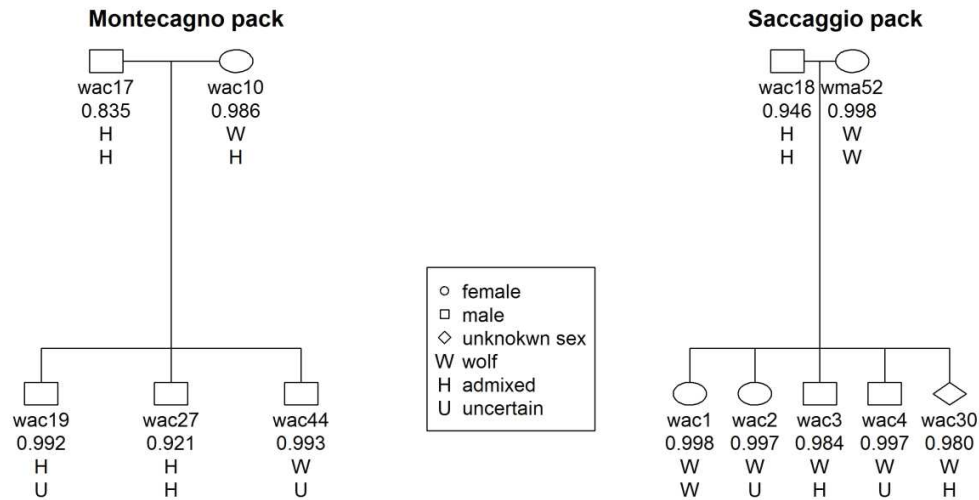 Montecagno pack
Saccaggio pack
wac17 wac10
0.835 0.986
H W
H H
wac18 wma52
0.946 0.998
H W
H W
female
male
unknokwn sex
W wolf
H admixed
U uncertain
wac19 wac27 wac44
0.992 0.921 0.993
H H W
U H U
wac1 wac2 wac3 wac4 wac30
0.998 0.997 0.984 0.997 0.980
W W W W W
W U H U H